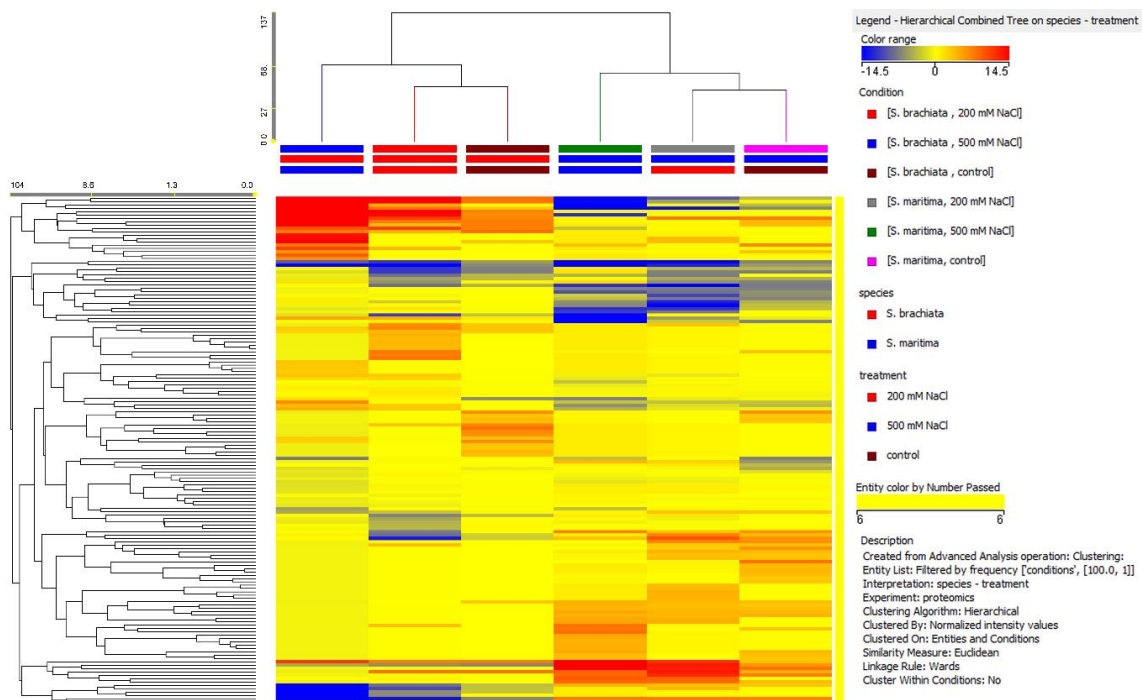 137
68.
27
0.0
104
8.6
1.3
0.0
Legend - Hierarchical Combined Tree on species - treatment
Color range
-14.5 0 14.5
Condition
[S. brachiata , 200 mM NaCl]
[S. brachiata , 500 mM NaCl]
[S. brachiata , control]
[S. maritima, 200 mM NaCl]
[S. maritima, 500 mM NaCl]
[S. maritima, control]
species
S. brachiata
S. maritima
treatment
200 mM NaCl
500 mM NaCl
control
Entity color by Number Passed
6 6
Description
Created from Advanced Analysis operation: Clustering:
Entity List: Filtered by frequency ['conditions', [100.0, 1]]
Interpretation: species - treatment
Experiment: proteomics
Clustering Algorithm: Hierarchical
Clustered By: Normalized intensity values
Clustered On: Entities and Conditions
Similarity Measure: Euclidean
Linkage Rule: Wards
Cluster Within Conditions: No